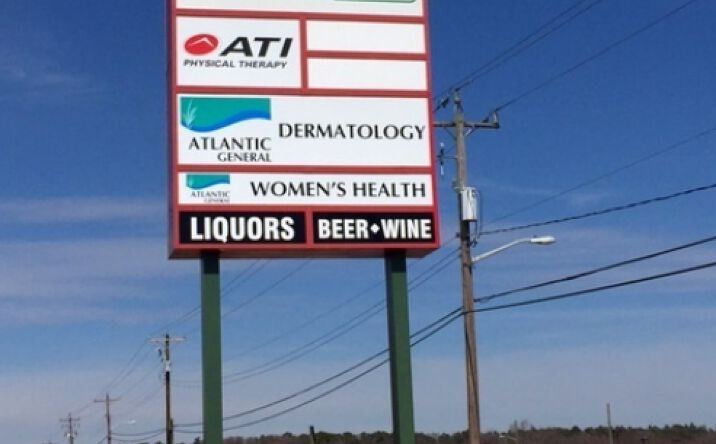 ATI
PHYSICAL THERAPY
ATLANTIC
GENERAL
DERMATOLOGY
ATLANTIC
GENERAL
WOMEN'S HEALTH
LIQUORS
BEER•WINE